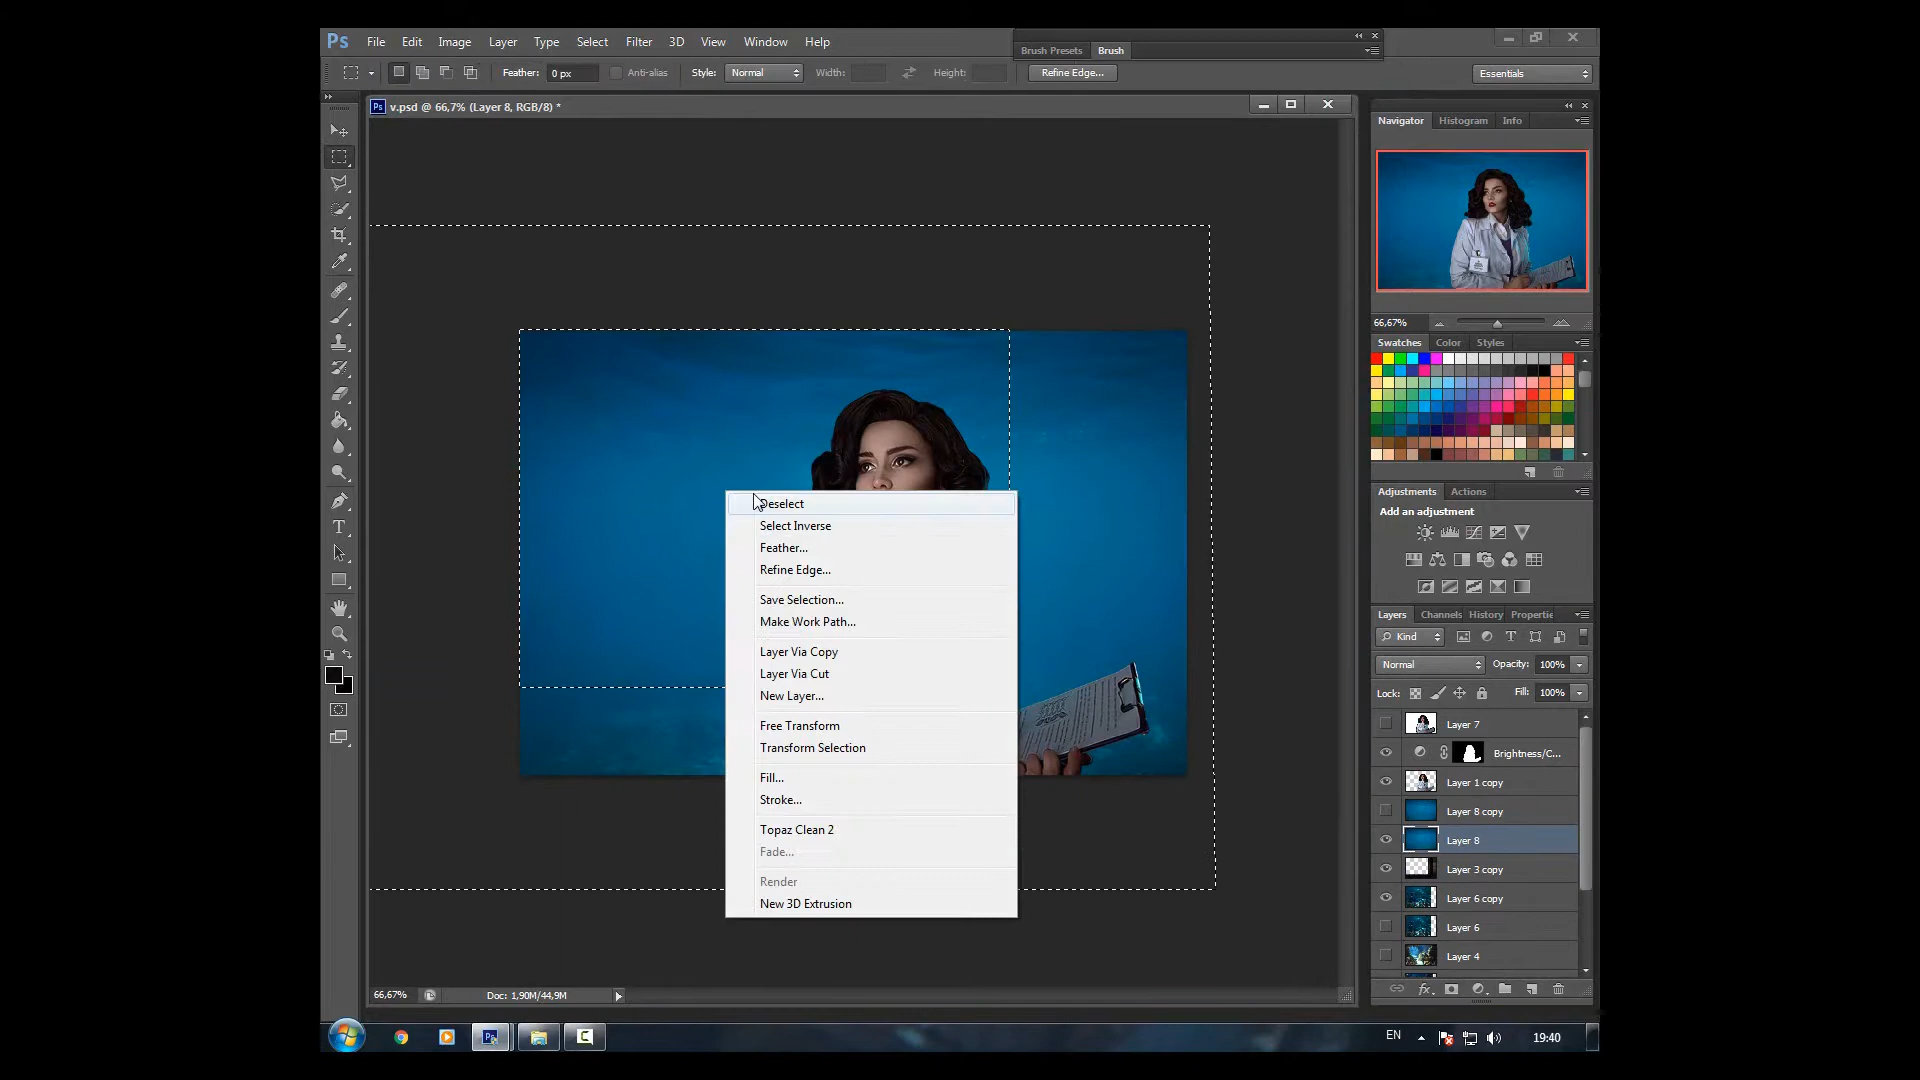 Ps File Edit Image Layer Type Select Filter 3D View Window Help
Brush Presets Brush
Feather: 0 px Anti-alias Style: Normal Width: Height: Refine Edge... Essentials
Ps v.psd @ 66,7% (Layer 8, RGB/8) *
Navigator Histogram Info
66,67%
Swatches Color Styles
Adjustments Actions
Add an adjustment
Layers Channels History Propertie
Kind
Normal Opacity: 100%
Lock: Fill: 100%
Layer 7
Brightness/C...
Layer 1 copy
Layer 8 copy
Layer 8
Layer 3 copy
Layer 6 copy
Layer 6
Layer 4
Deselect
Select Inverse
Feather...
Refine Edge...
Save Selection...
Make Work Path...
Layer Via Copy
Layer Via Cut
New Layer...
Free Transform
Transform Selection
Fill...
Stroke...
Topaz Clean 2
Fade...
Render
New 3D Extrusion
66,67% Doc: 1,90M/44,9M
Ps EN 19:40